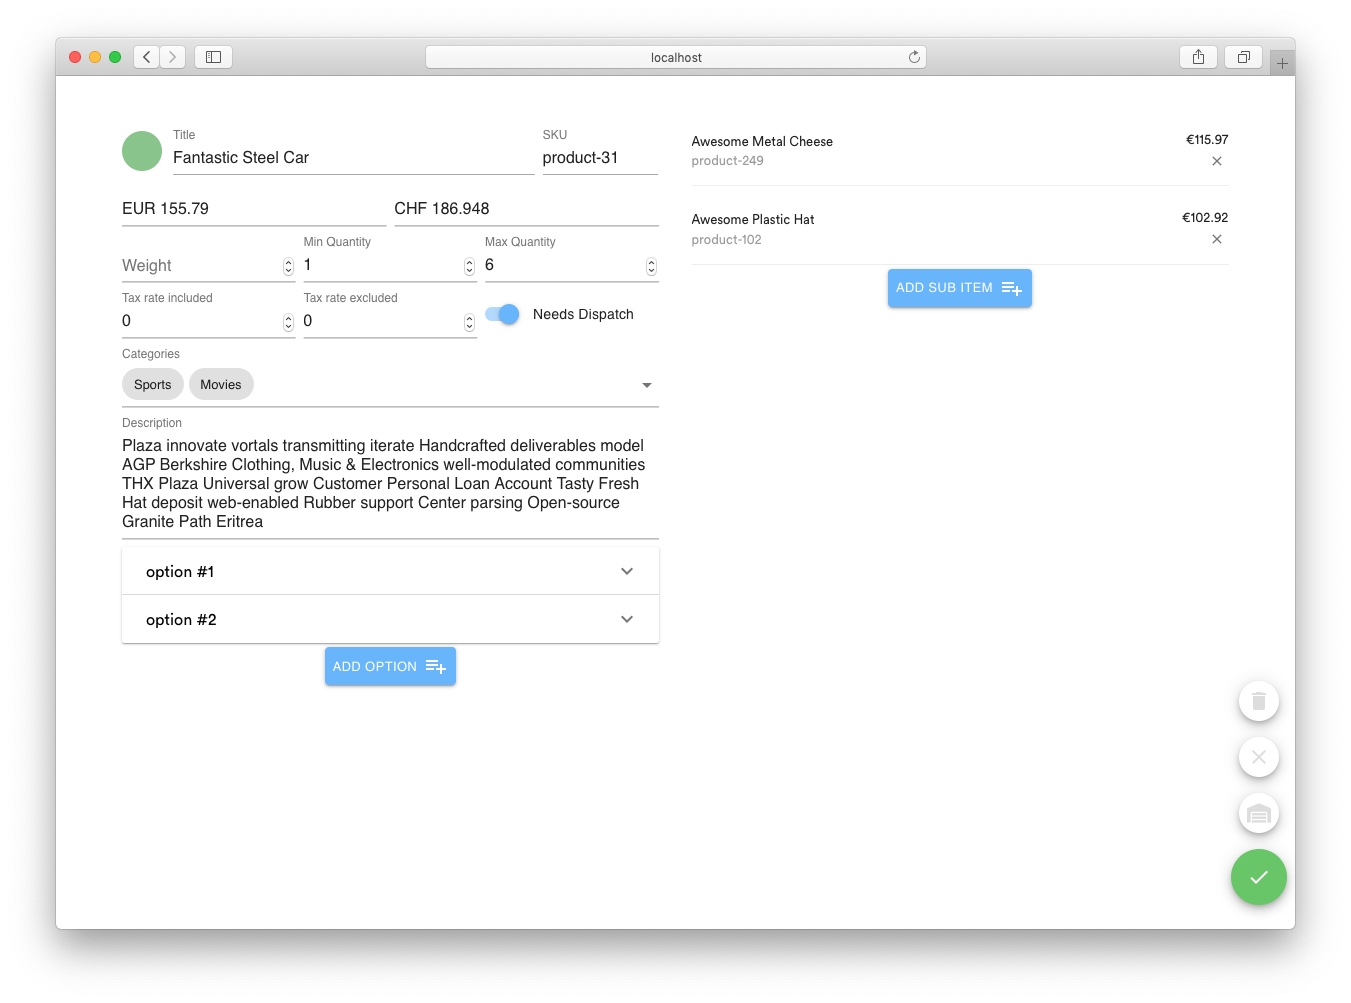 localhost
Title
Fantastic Steel Car
SKU
product-31
EUR 155.79
CHF 186.948
Weight
Min Quantity
1
Max Quantity
6
Tax rate included
0
Tax rate excluded
0
Needs Dispatch
Categories
Sports
Movies
Description
Plaza innovate vortals transmitting iterate Handcrafted deliverables model
AGP Berkshire Clothing, Music & Electronics well-modulated communities
THX Plaza Universal grow Customer Personal Loan Account Tasty Fresh
Hat deposit web-enabled Rubber support Center parsing Open-source
Granite Path Eritrea
option #1
option #2
ADD OPTION
Awesome Metal Cheese
€115.97
product-249
Awesome Plastic Hat
€102.92
product-102
ADD SUB ITEM